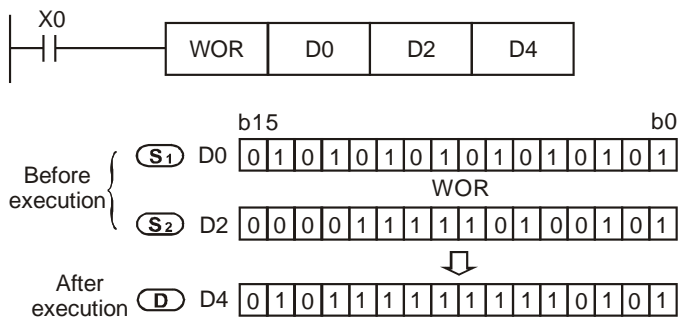 X0
WOR D0 D2 D4
b15 b0
S1 D0 0 1 0 1 0 1 0 1 0 1 0 1 0 1 0 1
Before
execution
WOR
S2 D2 0 0 0 0 1 1 1 1 1 0 1 0 0 1 0 1
After
execution
D D4 0 1 0 1 1 1 1 1 1 1 1 1 0 1 0 1